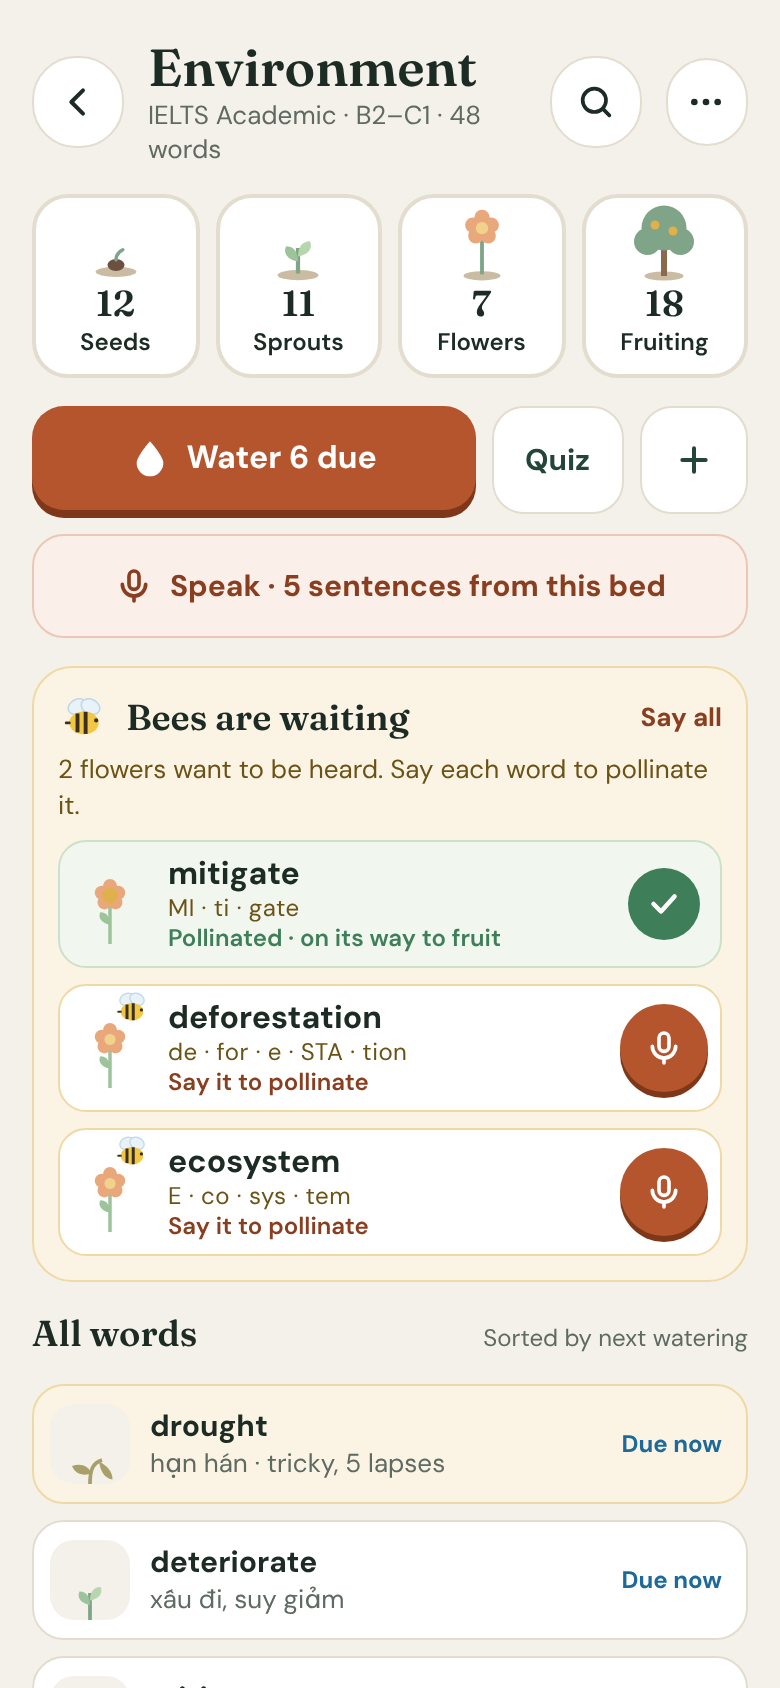 Environment
IELTS Academic · B2–C1 · 48
words
12
Seeds
11
Sprouts
7
Flowers
18
Fruiting
Water 6 due
Quiz
Speak · 5 sentences from this bed
Bees are waiting
Say all
2 flowers want to be heard. Say each word to pollinate
it.
mitigate
MI · ti · gate
Pollinated · on its way to fruit
deforestation
de · for · e · STA · tion
Say it to pollinate
ecosystem
E · co · sys · tem
Say it to pollinate
All words
Sorted by next watering
drought
hạn hán · tricky, 5 lapses
Due now
deteriorate
xấu đi, suy giảm
Due now